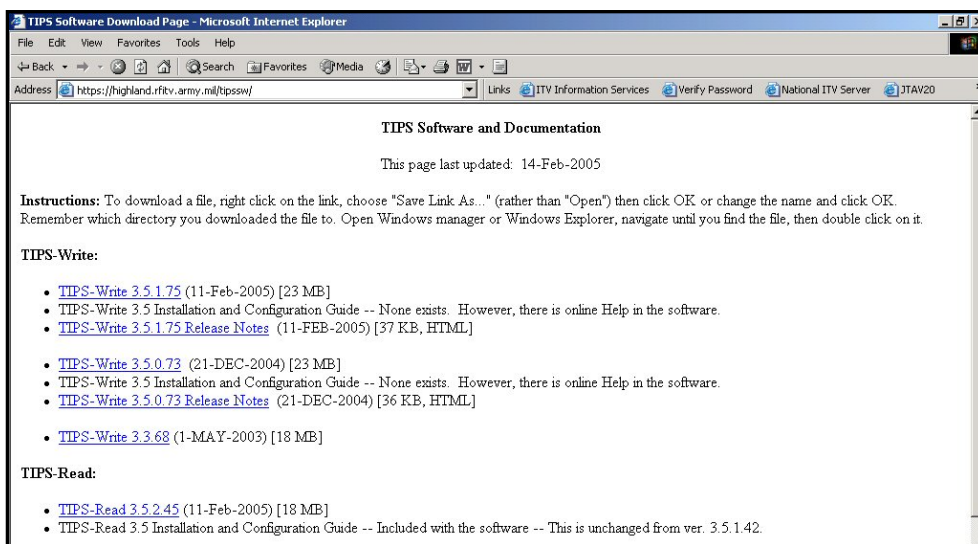 TIPS Software Download Page - Microsoft Internet Explorer
File Edit View Favorites Tools Help
Back Search Favorites Media
Address https://highland.rfitv.army.mil/tipssw/ Links ITV Information Services Verify Password National ITV Server JTAV20
TIPS Software and Documentation
This page last updated: 14-Feb-2005
Instructions: To download a file, right click on the link, choose "Save Link As..." (rather than "Open") then click OK or change the name and click OK.
Remember which directory you downloaded the file to. Open Windows manager or Windows Explorer, navigate until you find the file, then double click on it.
TIPS-Write:
• TIPS-Write 3.5.1.75 (11-Feb-2005) [23 MB]
• TIPS-Write 3.5 Installation and Configuration Guide -- None exists. However, there is online Help in the software.
• TIPS-Write 3.5.1.75 Release Notes (11-FEB-2005) [37 KB, HTML]
• TIPS-Write 3.5.0.73 (21-DEC-2004) [23 MB]
• TIPS-Write 3.5 Installation and Configuration Guide -- None exists. However, there is online Help in the software.
• TIPS-Write 3.5.0.73 Release Notes (21-DEC-2004) [36 KB, HTML]
• TIPS-Write 3.3.68 (1-MAY-2003) [18 MB]
TIPS-Read:
• TIPS-Read 3.5.2.45 (11-Feb-2005) [18 MB]
• TIPS-Read 3.5 Installation and Configuration Guide -- Included with the software -- This is unchanged from ver. 3.5.1.42.